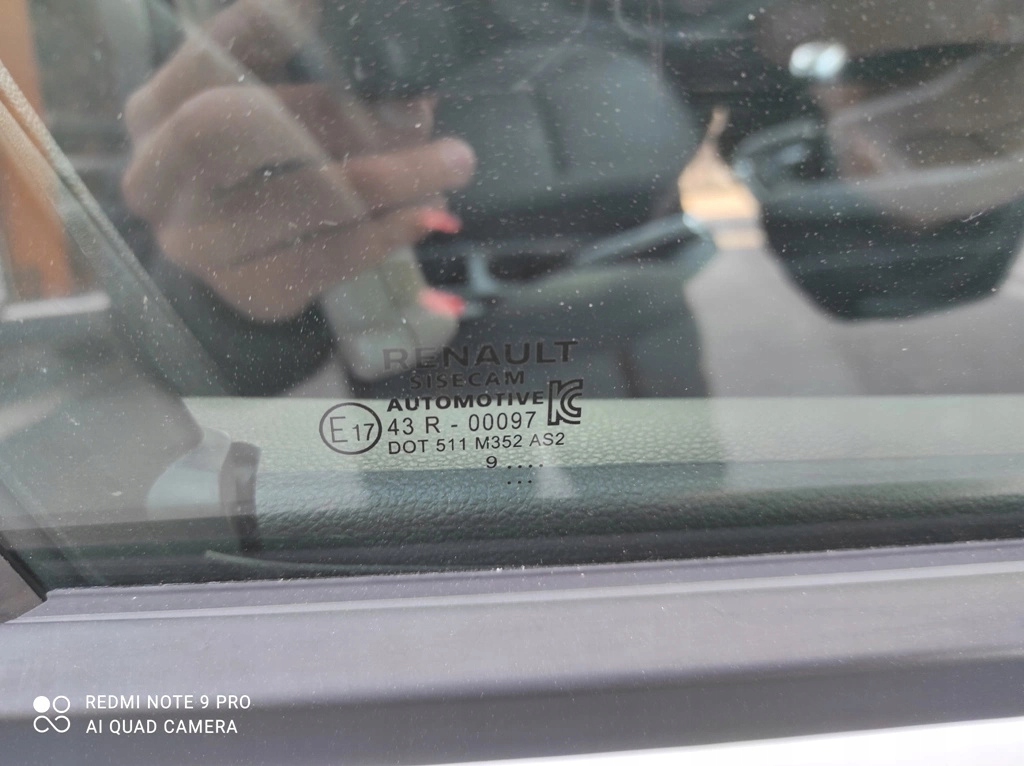 RENAULT
SISECAM
AUTOMOTIVE
KC
E17
43 R - 00097
DOT 511 M352 AS2
9 ....
...
REDMI NOTE 9 PRO
AI QUAD CAMERA